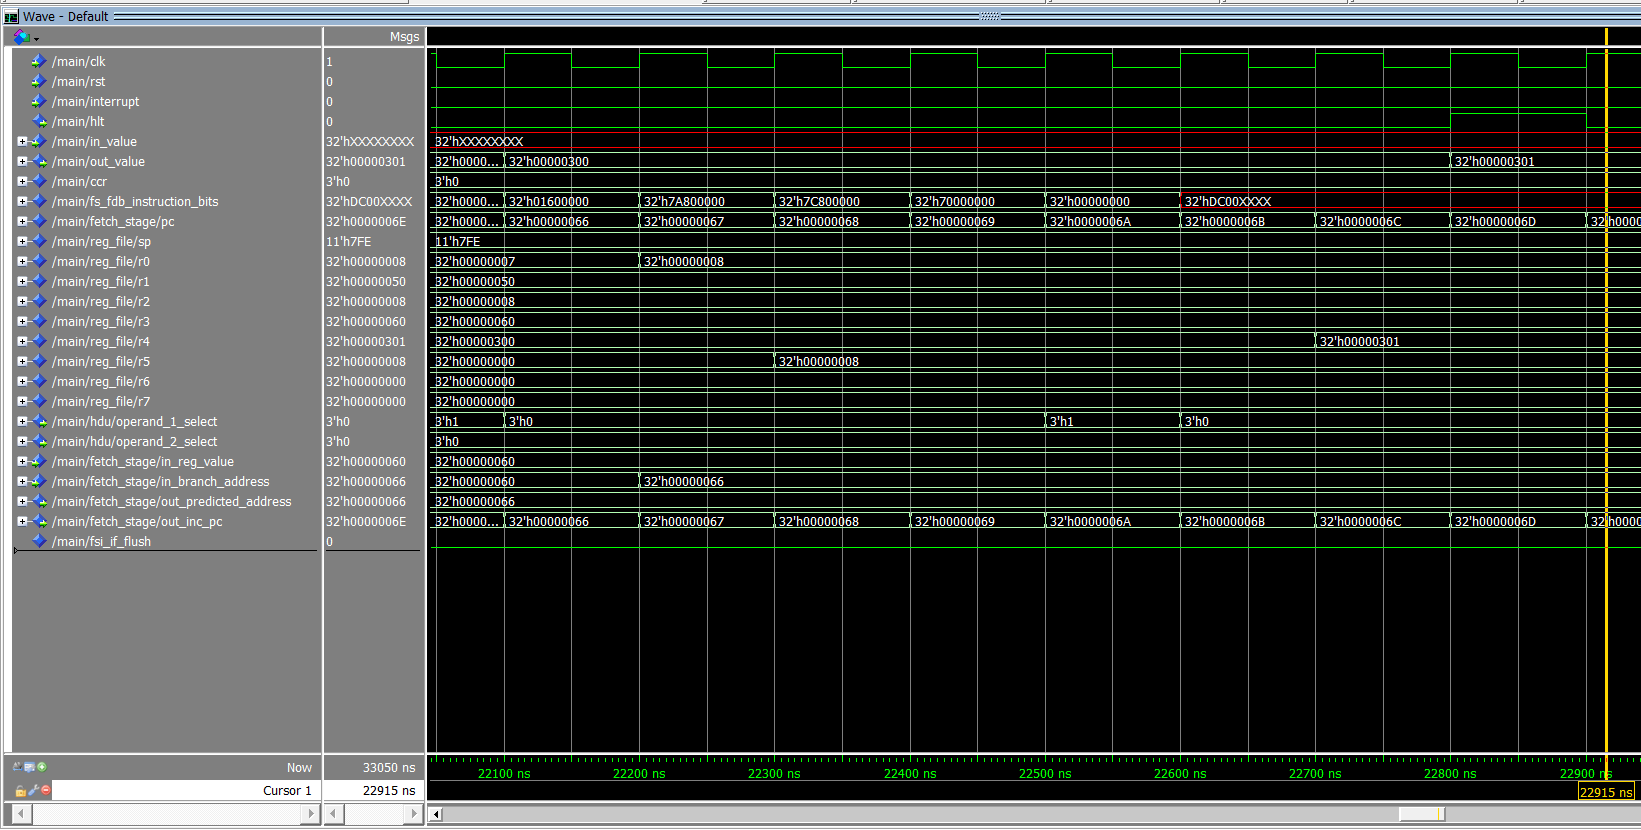 Wave - Default
Msgs
/main/clk 1
/main/rst 0
/main/interrupt 0
/main/hlt 0
/main/in_value 32'hXXXXXXXX 32'hXXXXXXXX
/main/out_value 32'h00000301 32'h0000... 32'h00000300 32'h00000301
/main/ccr 3'h0 3'h0
/main/fs_fdb_instruction_bits 32'hDC00XXXX 32'h0000... 32'h01600000 32'h7A800000 32'h7C800000 32'h70000000 32'h00000000 32'hDC00XXXX
/main/fetch_stage/pc 32'h0000006E 32'h0000... 32'h00000066 32'h00000067 32'h00000068 32'h00000069 32'h0000006A 32'h0000006B 32'h0000006C 32'h0000006D 32'h0000
/main/reg_file/sp 11'h7FE 11'h7FE
/main/reg_file/r0 32'h00000008 32'h00000007 32'h00000008
/main/reg_file/r1 32'h00000050 32'h00000050
/main/reg_file/r2 32'h00000008 32'h00000008
/main/reg_file/r3 32'h00000060 32'h00000060
/main/reg_file/r4 32'h00000301 32'h00000300 32'h00000301
/main/reg_file/r5 32'h00000008 32'h00000000 32'h00000008
/main/reg_file/r6 32'h00000000 32'h00000000
/main/reg_file/r7 32'h00000000 32'h00000000
/main/hdu/operand_1_select 3'h0 3'h1 3'h0 3'h1 3'h0
/main/hdu/operand_2_select 3'h0 3'h0
/main/fetch_stage/in_reg_value 32'h00000060 32'h00000060
/main/fetch_stage/in_branch_address 32'h00000066 32'h00000060 32'h00000066
/main/fetch_stage/out_predicted_address 32'h00000066 32'h00000066
/main/fetch_stage/out_inc_pc 32'h0000006E 32'h0000... 32'h00000066 32'h00000067 32'h00000068 32'h00000069 32'h0000006A 32'h0000006B 32'h0000006C 32'h0000006D 32'h0000
/main/fsi_if_flush 0
Now 33050 ns 22100 ns 22200 ns 22300 ns 22400 ns 22500 ns 22600 ns 22700 ns 22800 ns 22900 ns
Cursor 1 22915 ns 22915 ns